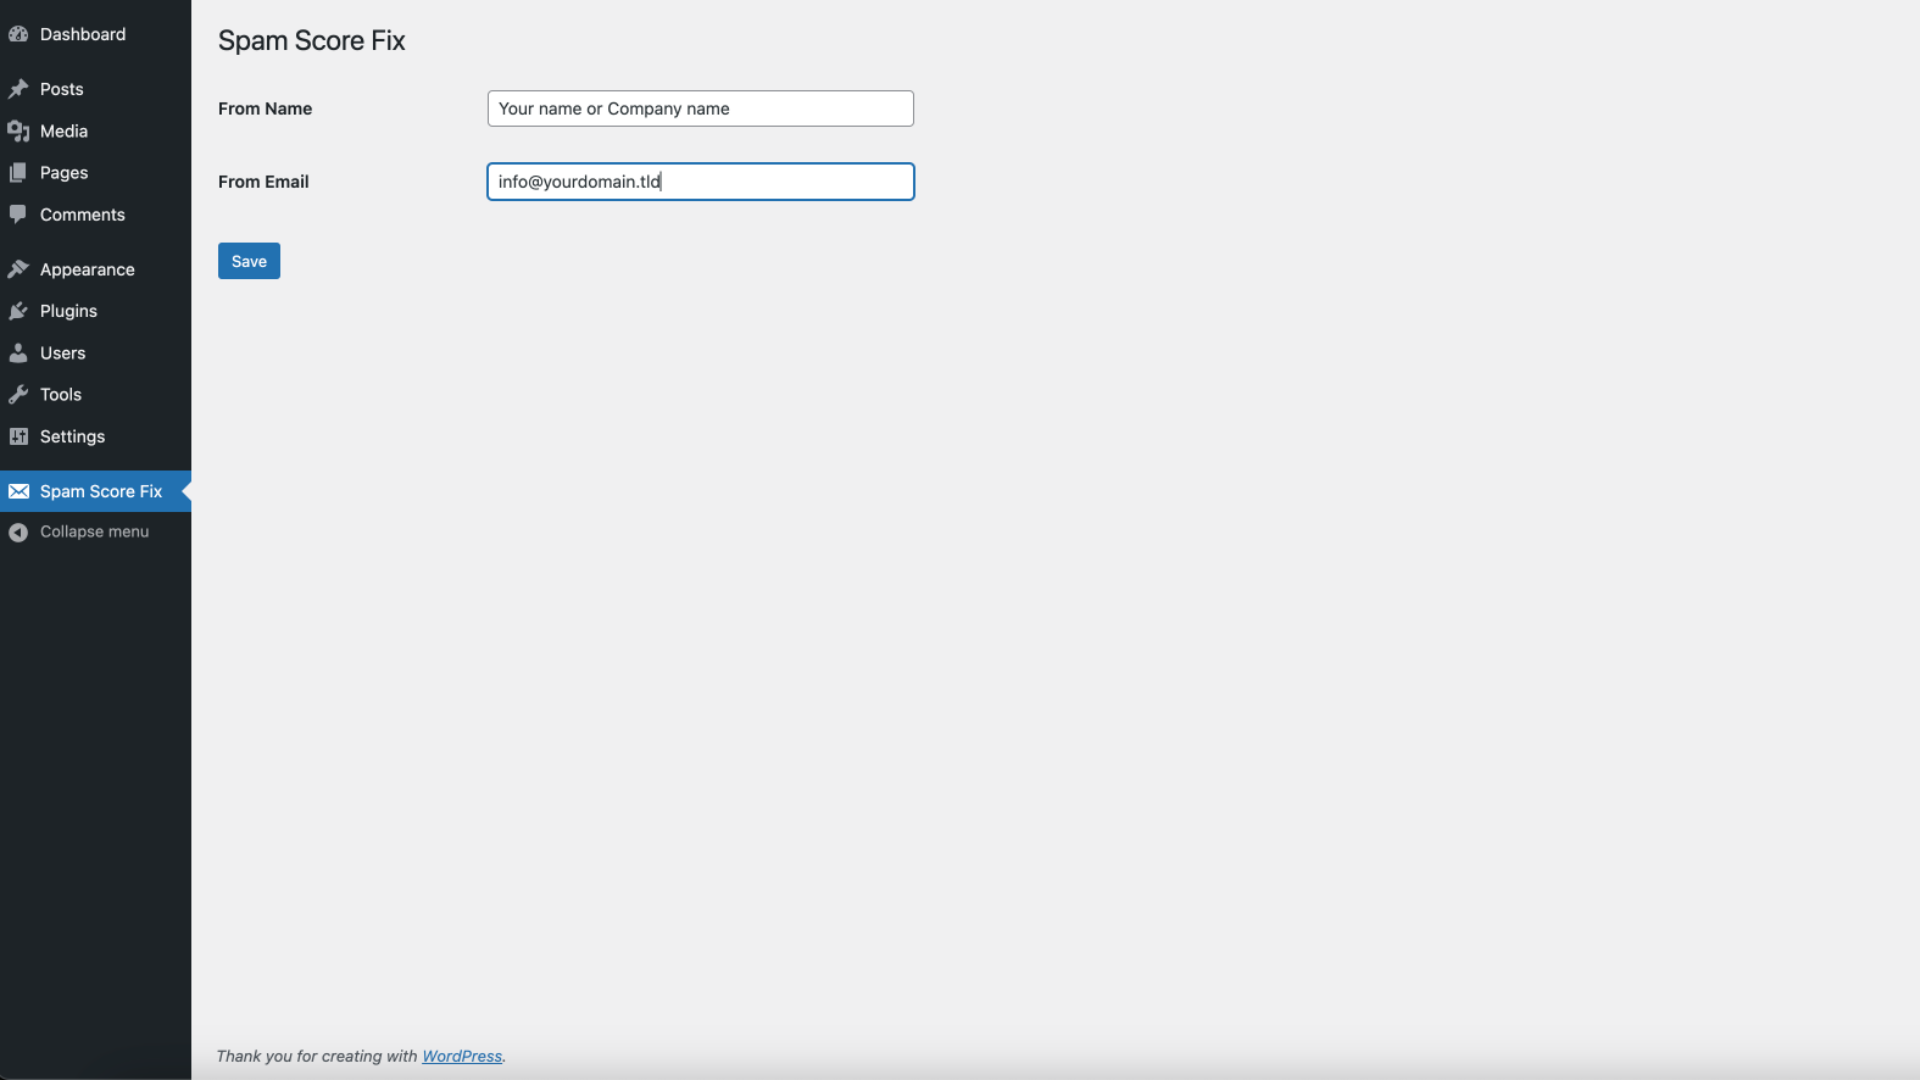 Dashboard
Posts
Media
Pages
Comments
Appearance
Plugins
Users
Tools
Settings
Spam Score Fix
Collapse menu
Spam Score Fix
From Name
Your name or Company name
From Email
info@yourdomain.tld
Save
Thank you for creating with WordPress.